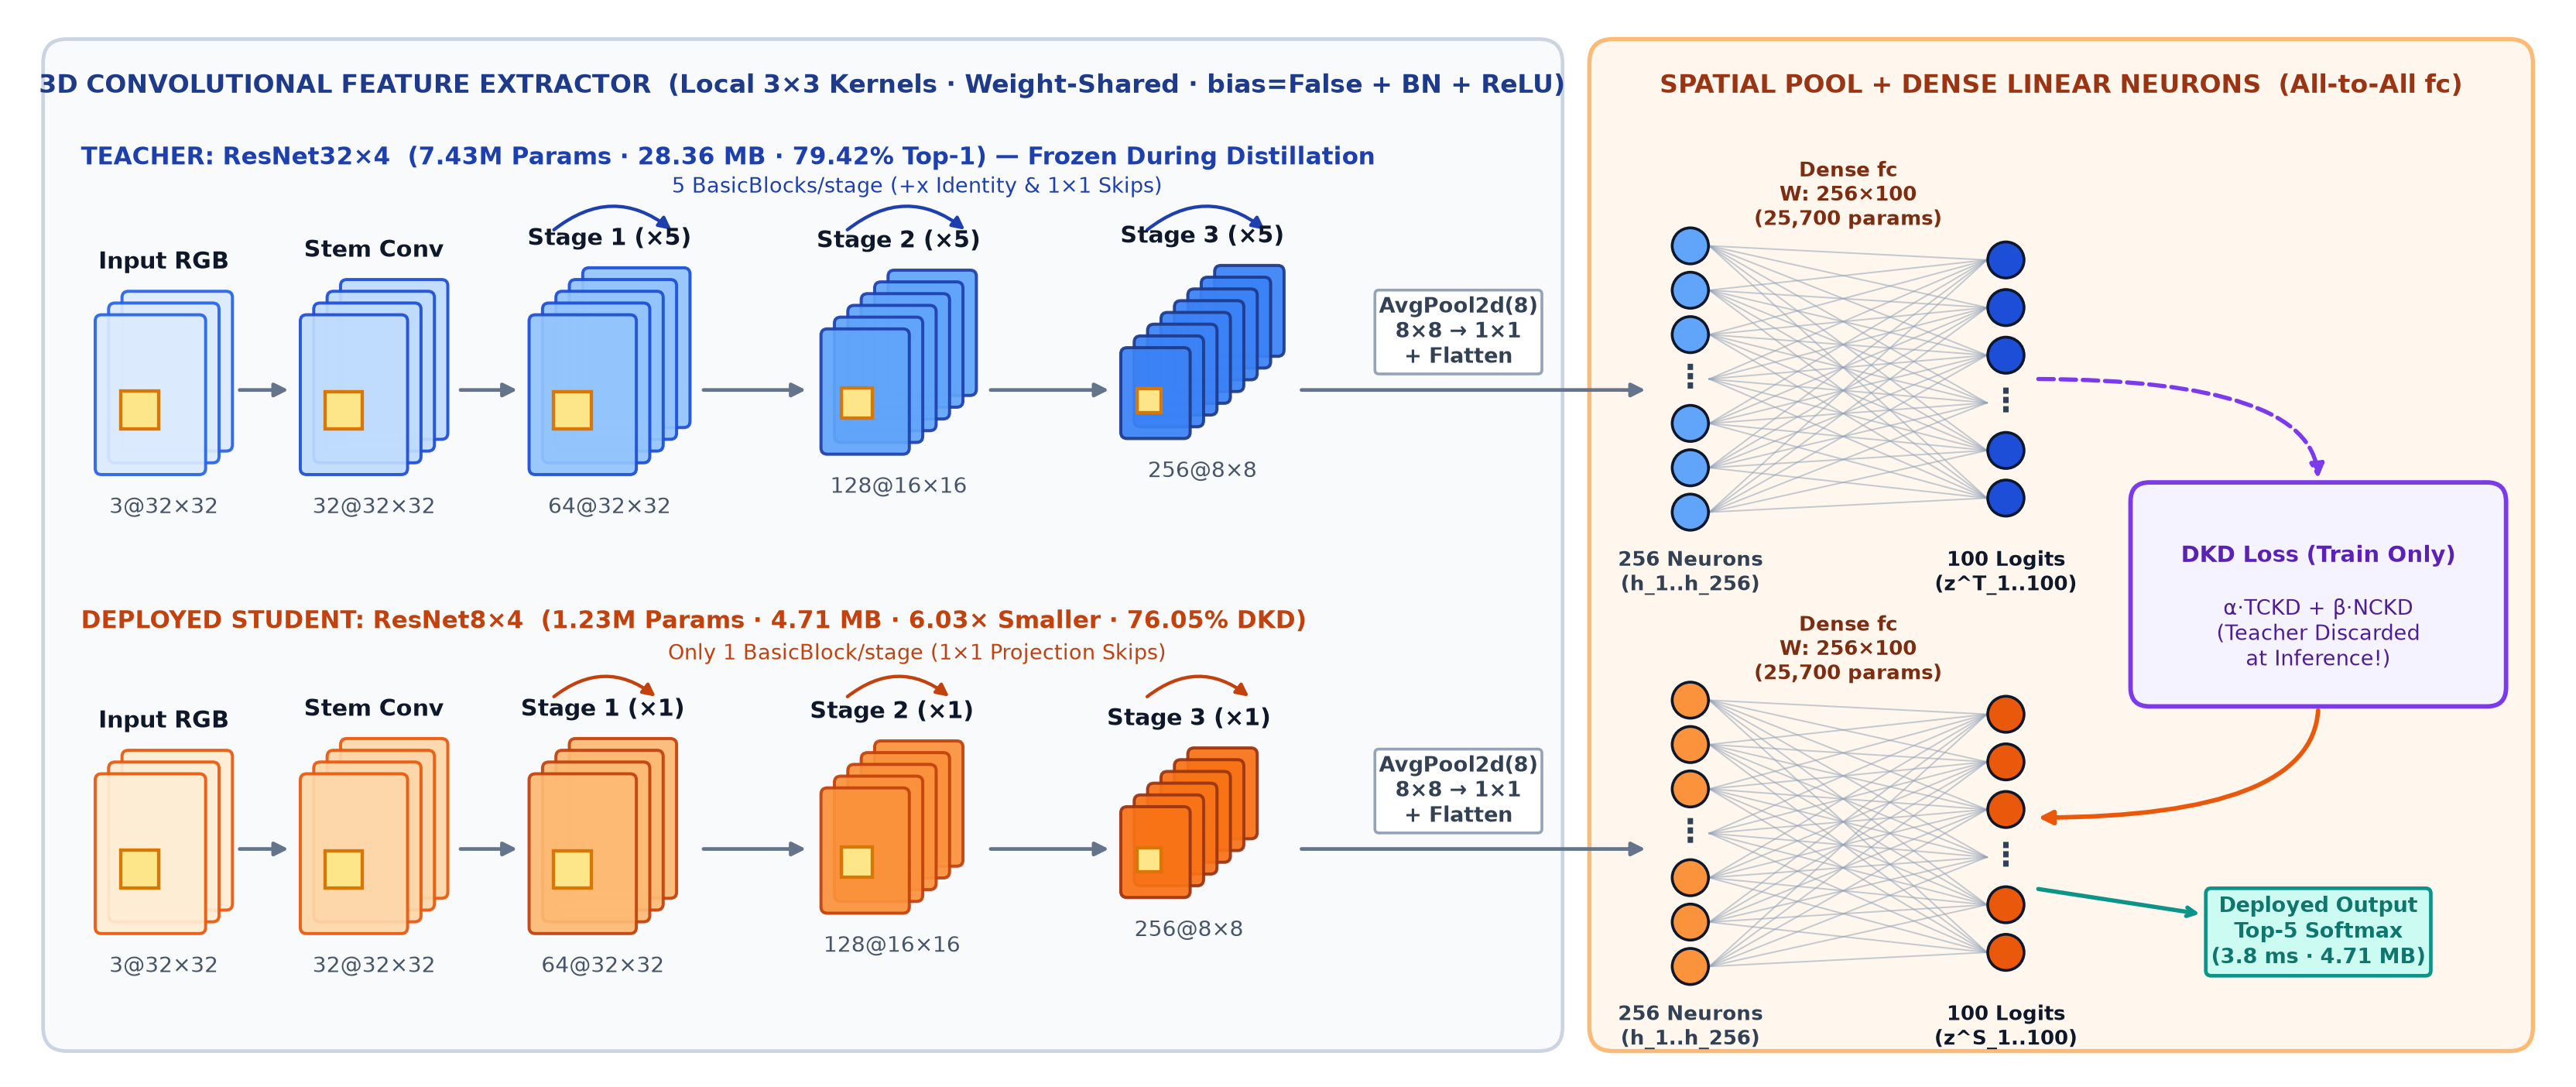 3D CONVOLUTIONAL FEATURE EXTRACTOR (Local 3×3 Kernels · Weight-Shared · bias=False + BN + ReLU)
SPATIAL POOL + DENSE LINEAR NEURONS (All-to-All fc)
TEACHER: ResNet32×4 (7.43M Params · 28.36 MB · 79.42% Top-1) — Frozen During Distillation
5 BasicBlocks/stage (+x Identity & 1×1 Skips)
Input RGB
Stem Conv
Stage 1 (×5)
Stage 2 (×5)
Stage 3 (×5)
3@32×32
32@32×32
64@32×32
128@16×16
256@8×8
AvgPool2d(8)
8×8 → 1×1
+ Flatten
Dense fc
W: 256×100
(25,700 params)
256 Neurons
(h_1..h_256)
100 Logits
(z^T_1..100)
DKD Loss (Train Only)
α·TCKD + β·NCKD
(Teacher Discarded
at Inference!)
DEPLOYED STUDENT: ResNet8×4 (1.23M Params · 4.71 MB · 6.03× Smaller · 76.05% DKD)
Only 1 BasicBlock/stage (1×1 Projection Skips)
Input RGB
Stem Conv
Stage 1 (×1)
Stage 2 (×1)
Stage 3 (×1)
3@32×32
32@32×32
64@32×32
128@16×16
256@8×8
AvgPool2d(8)
8×8 → 1×1
+ Flatten
Dense fc
W: 256×100
(25,700 params)
256 Neurons
(h_1..h_256)
100 Logits
(z^S_1..100)
Deployed Output
Top-5 Softmax
(3.8 ms · 4.71 MB)